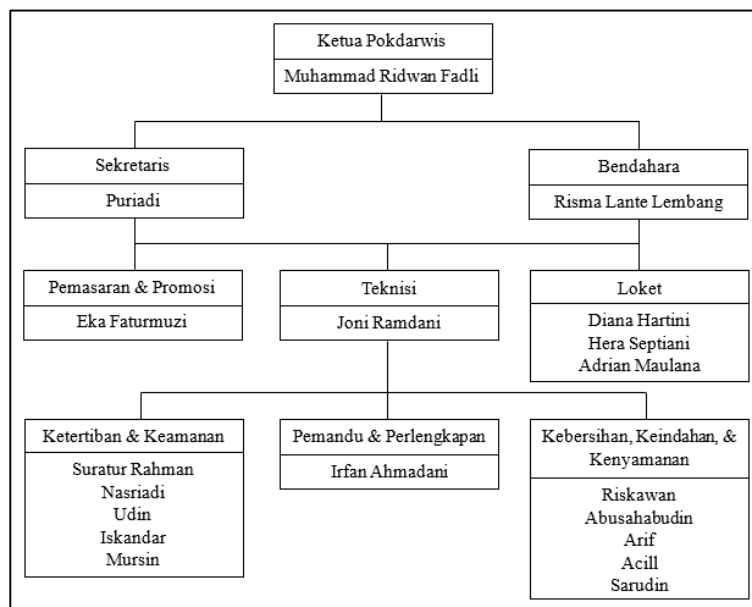 Ketua Pokdarwis
Muhammad Ridwan Fadli
Sekretaris
Puriadi
Bendahara
Risma Lante Lembang
Pemasaran & Promosi
Eka Faturmuzi
Teknisi
Joni Ramdani
Loket
Diana Hartini
Hera Septiani
Adrian Maulana
Ketertiban & Keamanan
Suratur Rahman
Nasriadi
Udin
Iskandar
Mursin
Pemandu & Perlengkapan
Irfan Ahmadani
Kebersihan, Keindahan, &
Kenyamanan
Riskawan
Abusahabudin
Arif
Acill
Sarudin